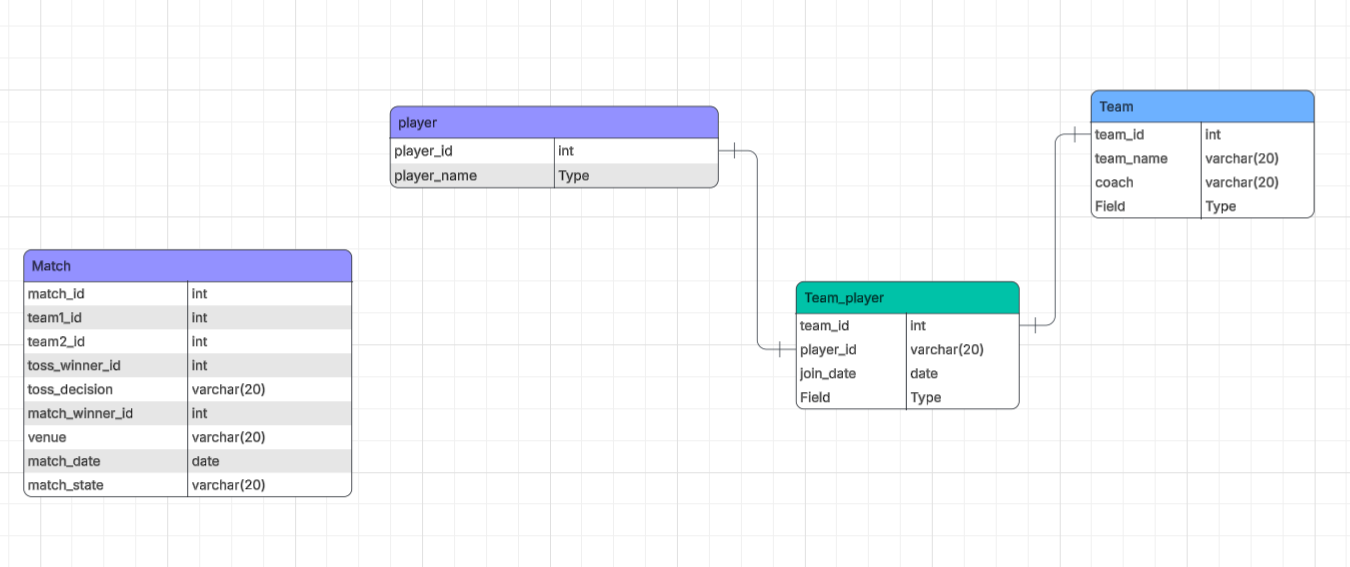 player
player_id int
player_name Type
Team
team_id int
team_name varchar(20)
coach varchar(20)
Field Type
Match
match_id int
team1_id int
team2_id int
toss_winner_id int
toss_decision varchar(20)
match_winner_id int
venue varchar(20)
match_date date
match_state varchar(20)
Team_player
team_id int
player_id varchar(20)
join_date date
Field Type